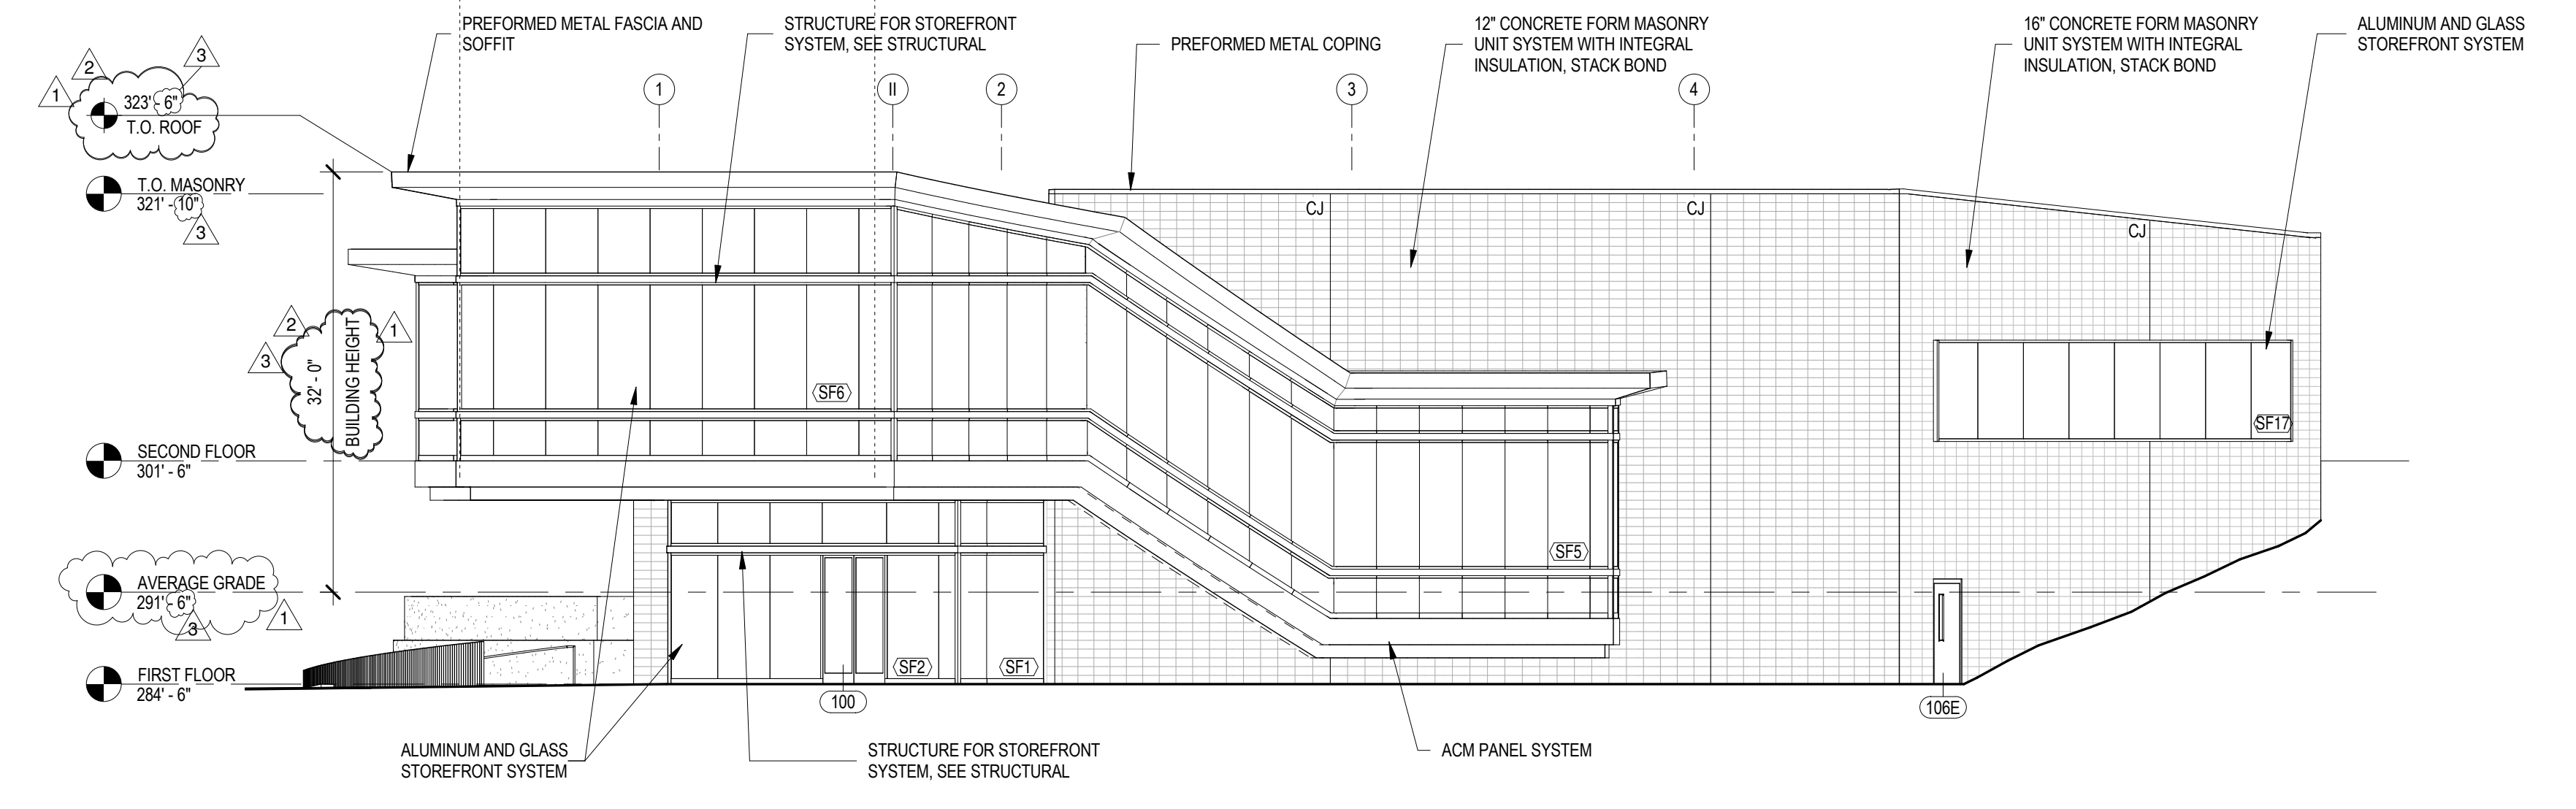 PREFORMED METAL FASCIA AND
SOFFIT
STRUCTURE FOR STOREFRONT
SYSTEM, SEE STRUCTURAL
PREFORMED METAL COPING
12" CONCRETE FORM MASONRY
UNIT SYSTEM WITH INTEGRAL
INSULATION, STACK BOND
16" CONCRETE FORM MASONRY
UNIT SYSTEM WITH INTEGRAL
INSULATION, STACK BOND
ALUMINUM AND GLASS
STOREFRONT SYSTEM
1
2
3
323' - 6"
T.O. ROOF
1
II
2
3
4
T.O. MASONRY
321' - 10"
3
CJ
CJ
CJ
2
1
3
32' - 0"
BUILDING HEIGHT
SF6
SF17
SECOND FLOOR
301' - 6"
SF5
AVERAGE GRADE
291' - 6"
3
1
FIRST FLOOR
284' - 6"
SF2
SF1
100
106E
ALUMINUM AND GLASS
STOREFRONT SYSTEM
STRUCTURE FOR STOREFRONT
SYSTEM, SEE STRUCTURAL
ACM PANEL SYSTEM